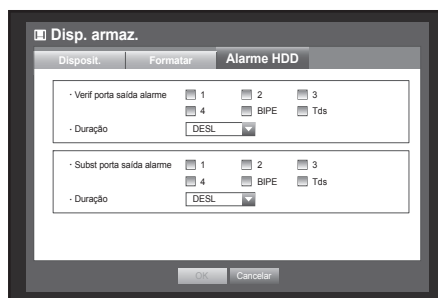 Disp. armaz.
Disposit. Formatar Alarme HDD
· Verif porta saída alarme 1 2 3
4 BIPE Tds
· Duração DESL
· Subst porta saída alarme 1 2 3
4 BIPE Tds
· Duração DESL
OK Cancelar